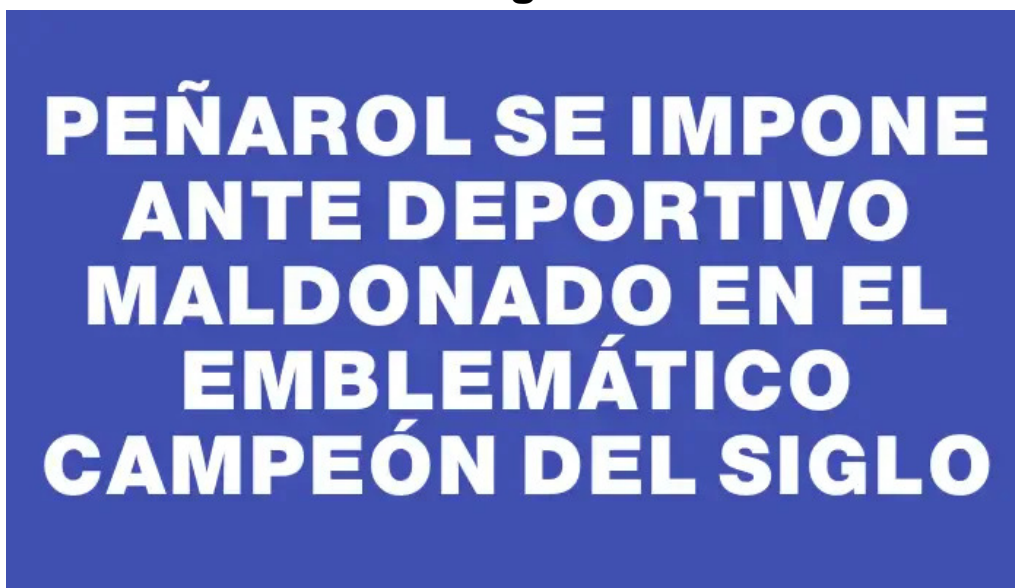 PEÑAROL SE IMPONE
ANTE DEPORTIVO
MALDONADO EN EL
EMBLEMÁTICO
CAMPEÓN DEL SIGLO